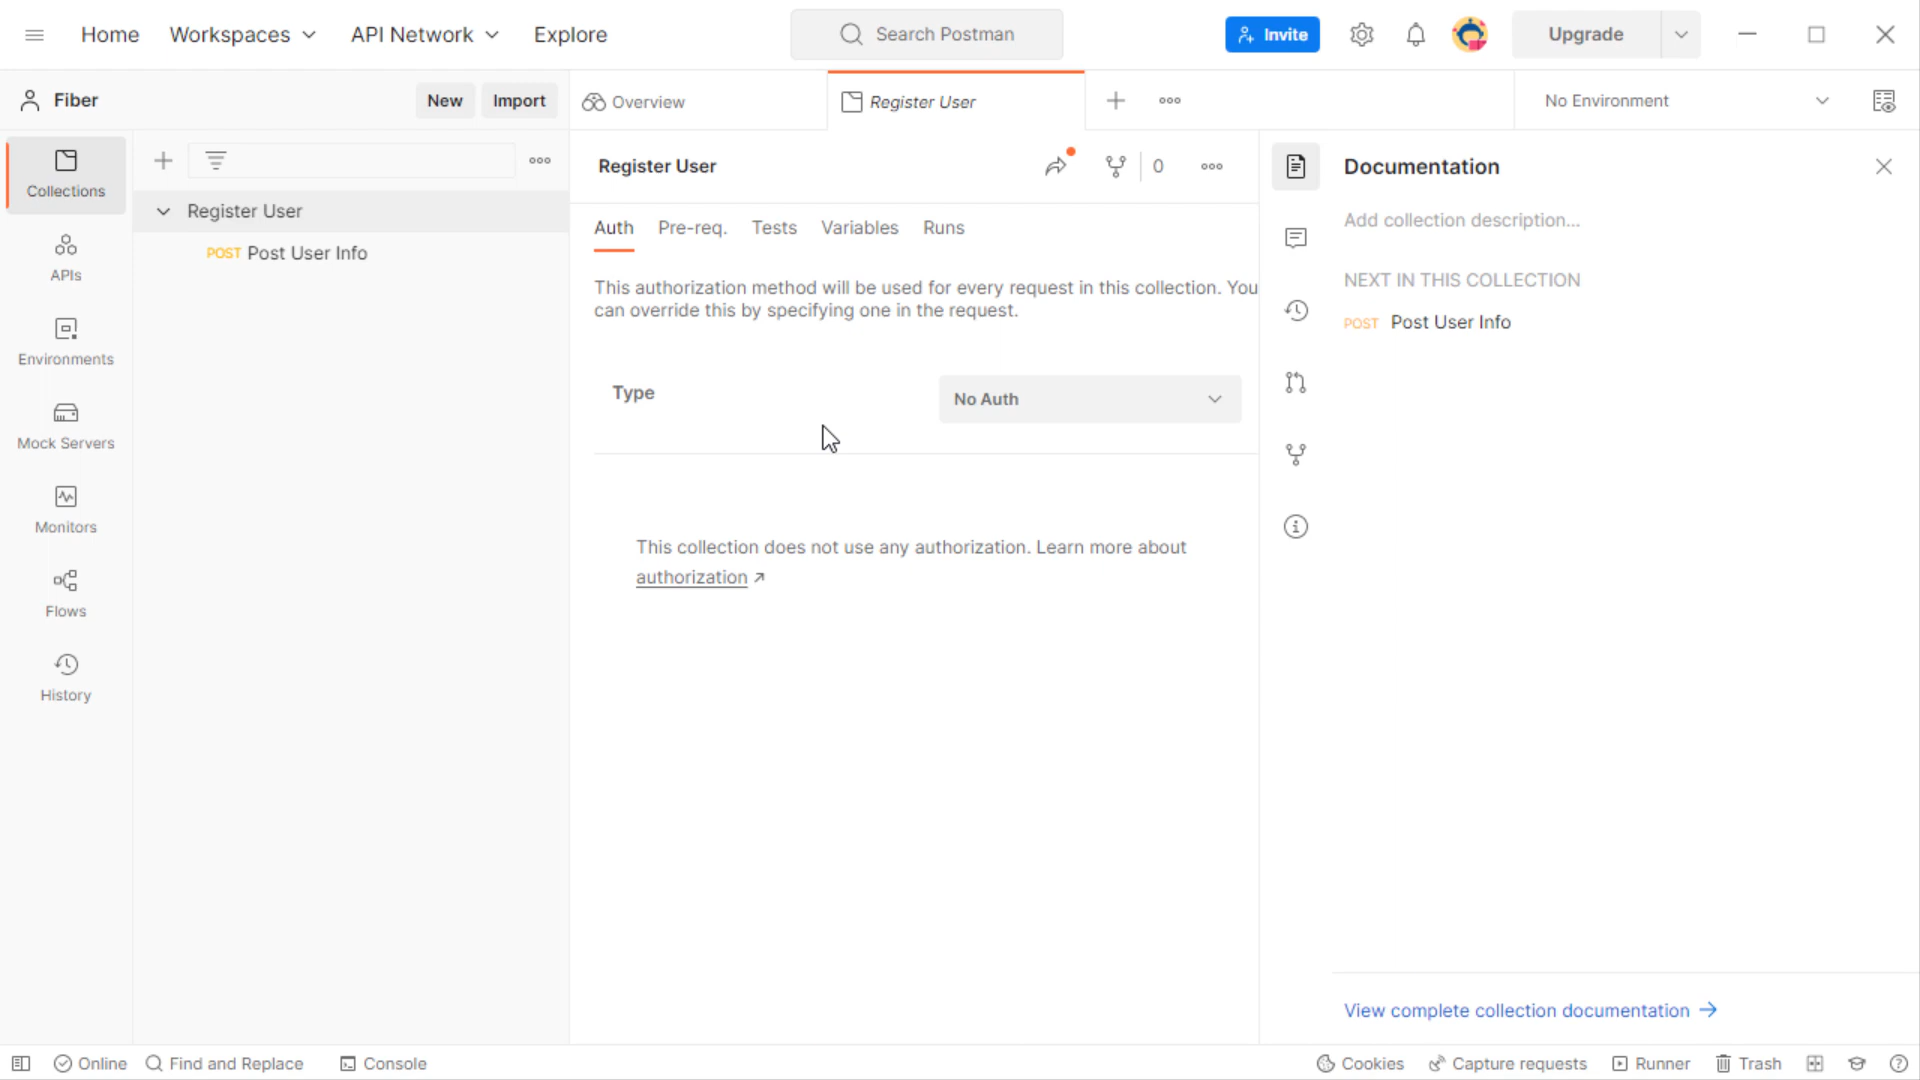 Home Workspaces API Network Explore Search Postman Invite Upgrade
Fiber New Import Overview Register User No Environment
Collections
APIs
Environments
Mock Servers
Monitors
Flows
History
Register User
POST Post User Info
Register User 0
Auth Pre-req. Tests Variables Runs
This authorization method will be used for every request in this collection. You
can override this by specifying one in the request.
Type No Auth
This collection does not use any authorization. Learn more about
authorization
Documentation
Add collection description...
NEXT IN THIS COLLECTION
POST Post User Info
View complete collection documentation
Online Find and Replace Console Cookies Capture requests Runner Trash